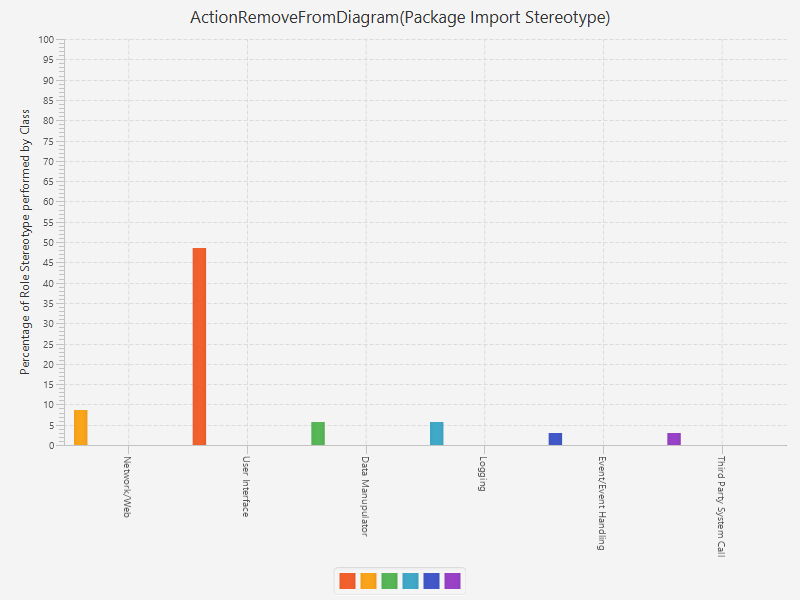 ActionRemoveFromDiagram(Package Import Stereotype)
Percentage of Role Stereotype performed by Class
100
95
90
85
80
75
70
65
60
55
50
45
40
35
30
25
20
15
10
5
0
Network/Web
User Interface
Data Manupulator
Logging
Event/Event Handling
Third Party System Call